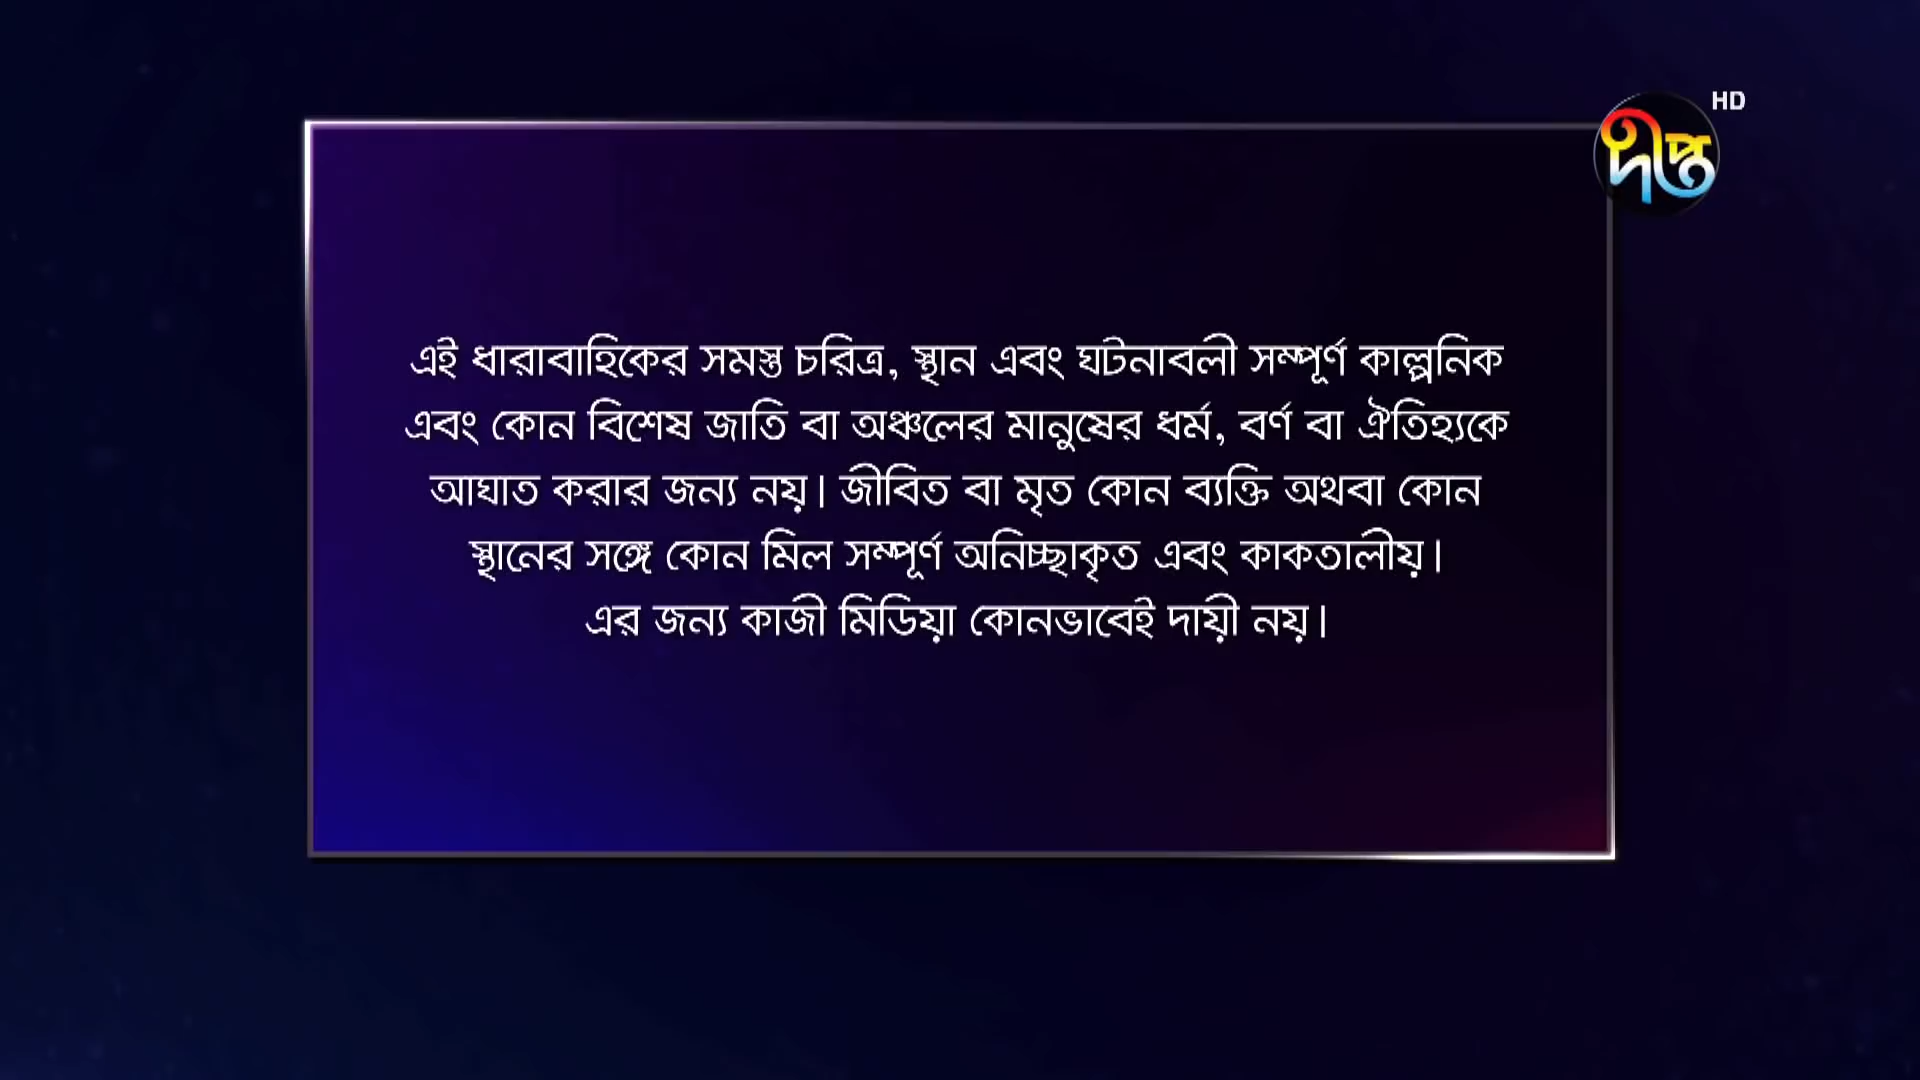 HD
দীপ্ত
এই ধারাবাহিকের সমস্ত চরিত্র, স্থান এবং ঘটনাবলী সম্পূর্ণ কাল্পনিক
এবং কোন বিশেষ জাতি বা অঞ্চলের মানুষের ধর্ম, বর্ণ বা ঐতিহ্যকে
আঘাত করার জন্য নয়। জীবিত বা মৃত কোন ব্যক্তি অথবা কোন
স্থানের সঙ্গে কোন মিল সম্পূর্ণ অনিচ্ছাকৃত এবং কাকতালীয়।
এর জন্য কাজী মিডিয়া কোনভাবেই দায়ী নয়।